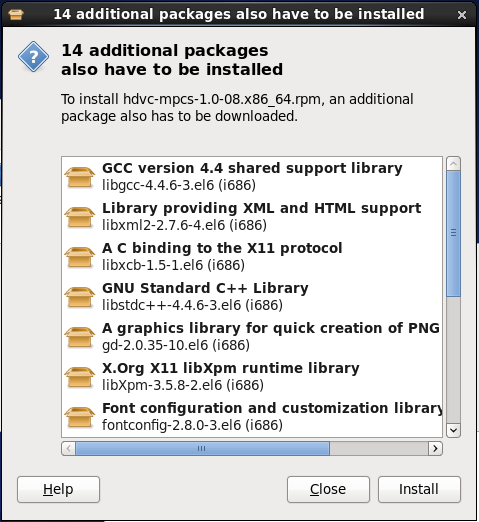 14 additional packages also have to be installed
14 additional packages
also have to be installed
To install hdvc-mpcs-1.0-08.x86_64.rpm, an additional
package also has to be downloaded.
GCC version 4.4 shared support library
libgcc-4.4.6-3.el6 (i686)
Library providing XML and HTML support
libxml2-2.7.6-4.el6 (i686)
A C binding to the X11 protocol
libxcb-1.5-1.el6 (i686)
GNU Standard C++ Library
libstdc++-4.4.6-3.el6 (i686)
A graphics library for quick creation of PNG
gd-2.0.35-10.el6 (i686)
X.Org X11 libXpm runtime library
libXpm-3.5.8-2.el6 (i686)
Font configuration and customization library
fontconfig-2.8.0-3.el6 (i686)
Help Close Install